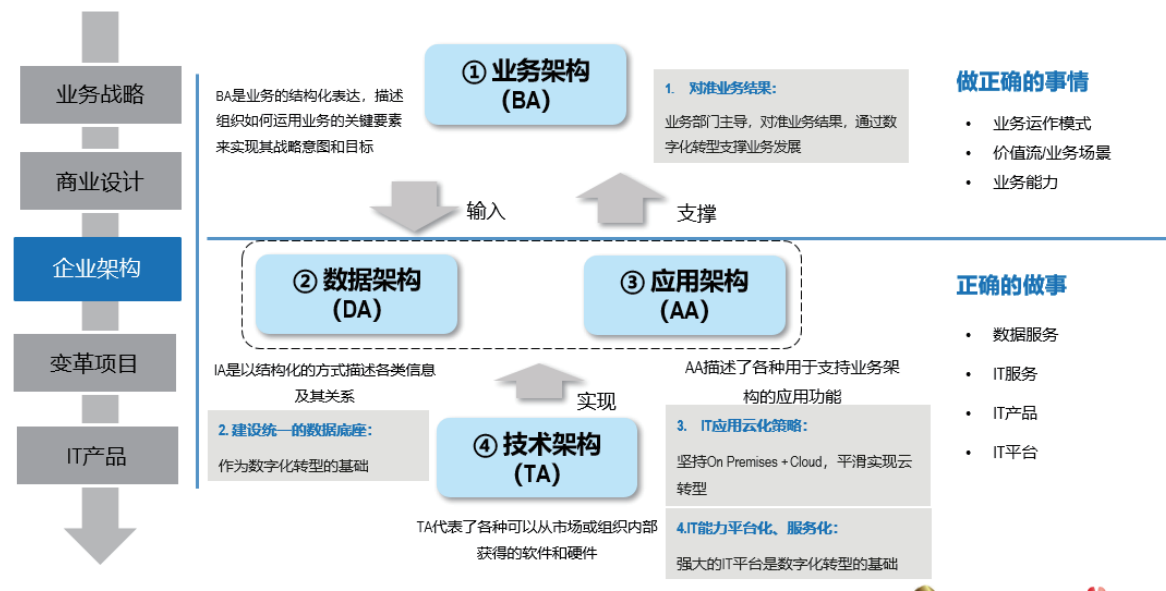 业务战略
商业设计
企业架构
变革项目
IT产品
① 业务架构
(BA)
BA是业务的结构化表达，描述
组织如何运用业务的关键要素
来实现其战略意图和目标
1. 对准业务结果：
业务部门主导，对准业务结果，通过数
字化转型支撑业务发展
输入
支撑
做正确的事情
• 业务运作模式
• 价值流/业务场景
• 业务能力
② 数据架构
(DA)
③ 应用架构
(AA)
IA是以结构化的方式描述各类信息
及其关系
2. 建设统一的数据底座：
作为数字化转型的基础
实现
④ 技术架构
(TA)
TA代表了各种可以从市场或组织内部
获得的软件和硬件
AA描述了各种用于支持业务架
构的应用功能
3. IT应用云化策略：
坚持On Premises + Cloud，平滑实现云
转型
4.IT能力平台化、服务化：
强大的IT平台是数字化转型的基础
正确的做事
• 数据服务
• IT服务
• IT产品
• IT平台